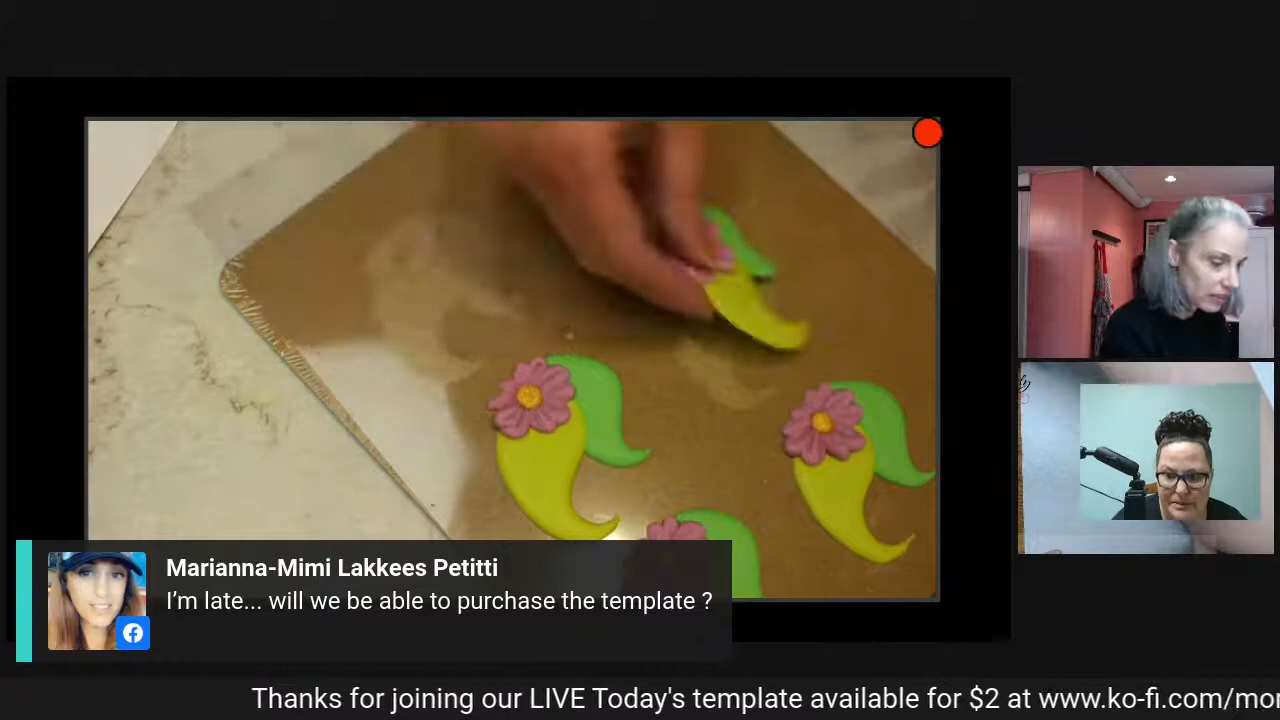 Marianna-Mimi Lakkees Petitti
I'm late... will we be able to purchase the template ?
Thanks for joining our LIVE Today's template available for $2 at www.ko-fi.com/mo